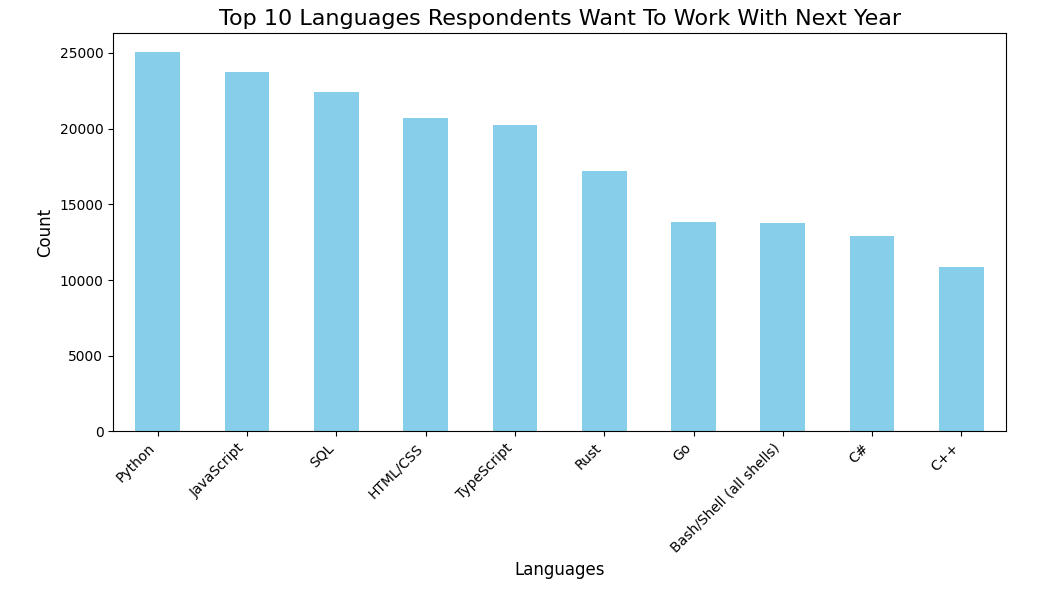 Top 10 Languages Respondents Want To Work With Next Year
Count
25000
20000
15000
10000
5000
0
Python
JavaScript
SQL
HTML/CSS
TypeScript
Rust
Go
Bash/Shell (all shells)
C#
C++
Languages